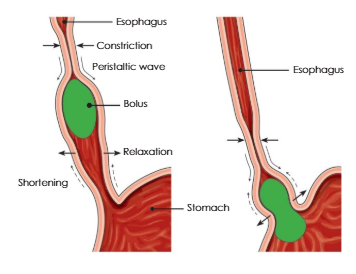 Esophagus
Constriction
Peristaltic wave
Bolus
Relaxation
Shortening
Stomach
Esophagus